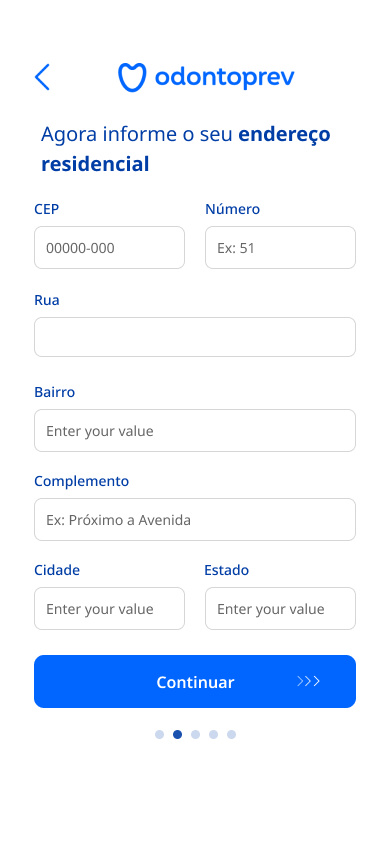 odontoprev
Agora informe o seu endereço
residencial
CEP
Número
00000-000
Ex: 51
Rua
Bairro
Enter your value
Complemento
Ex: Próximo a Avenida
Cidade
Estado
Enter your value
Enter your value
Continuar